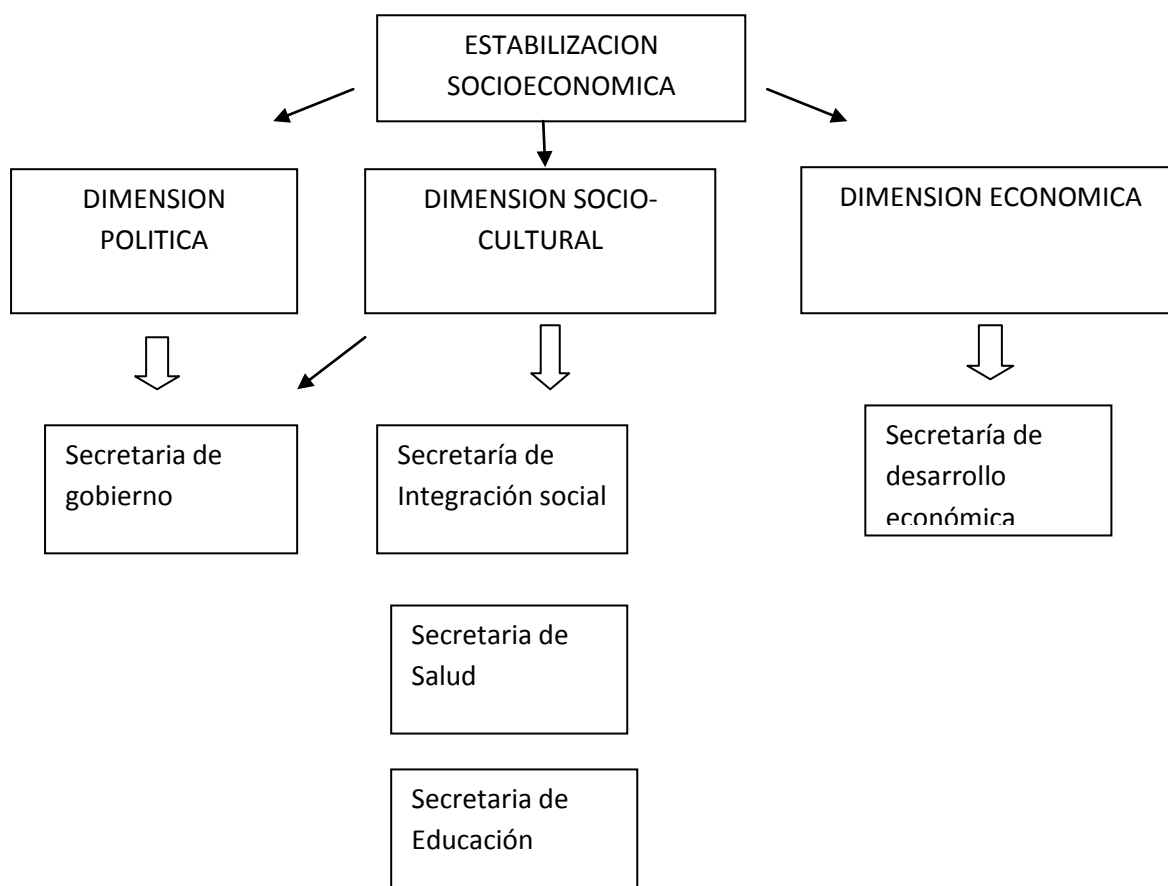 ESTABILIZACION
SOCIOECONOMICA
DIMENSION
POLITICA
DIMENSION SOCIO-
CULTURAL
DIMENSION ECONOMICA
Secretaria de
gobierno
Secretaría de
Integración social
Secretaría de
desarrollo
económica
Secretaria de
Salud
Secretaria de
Educación